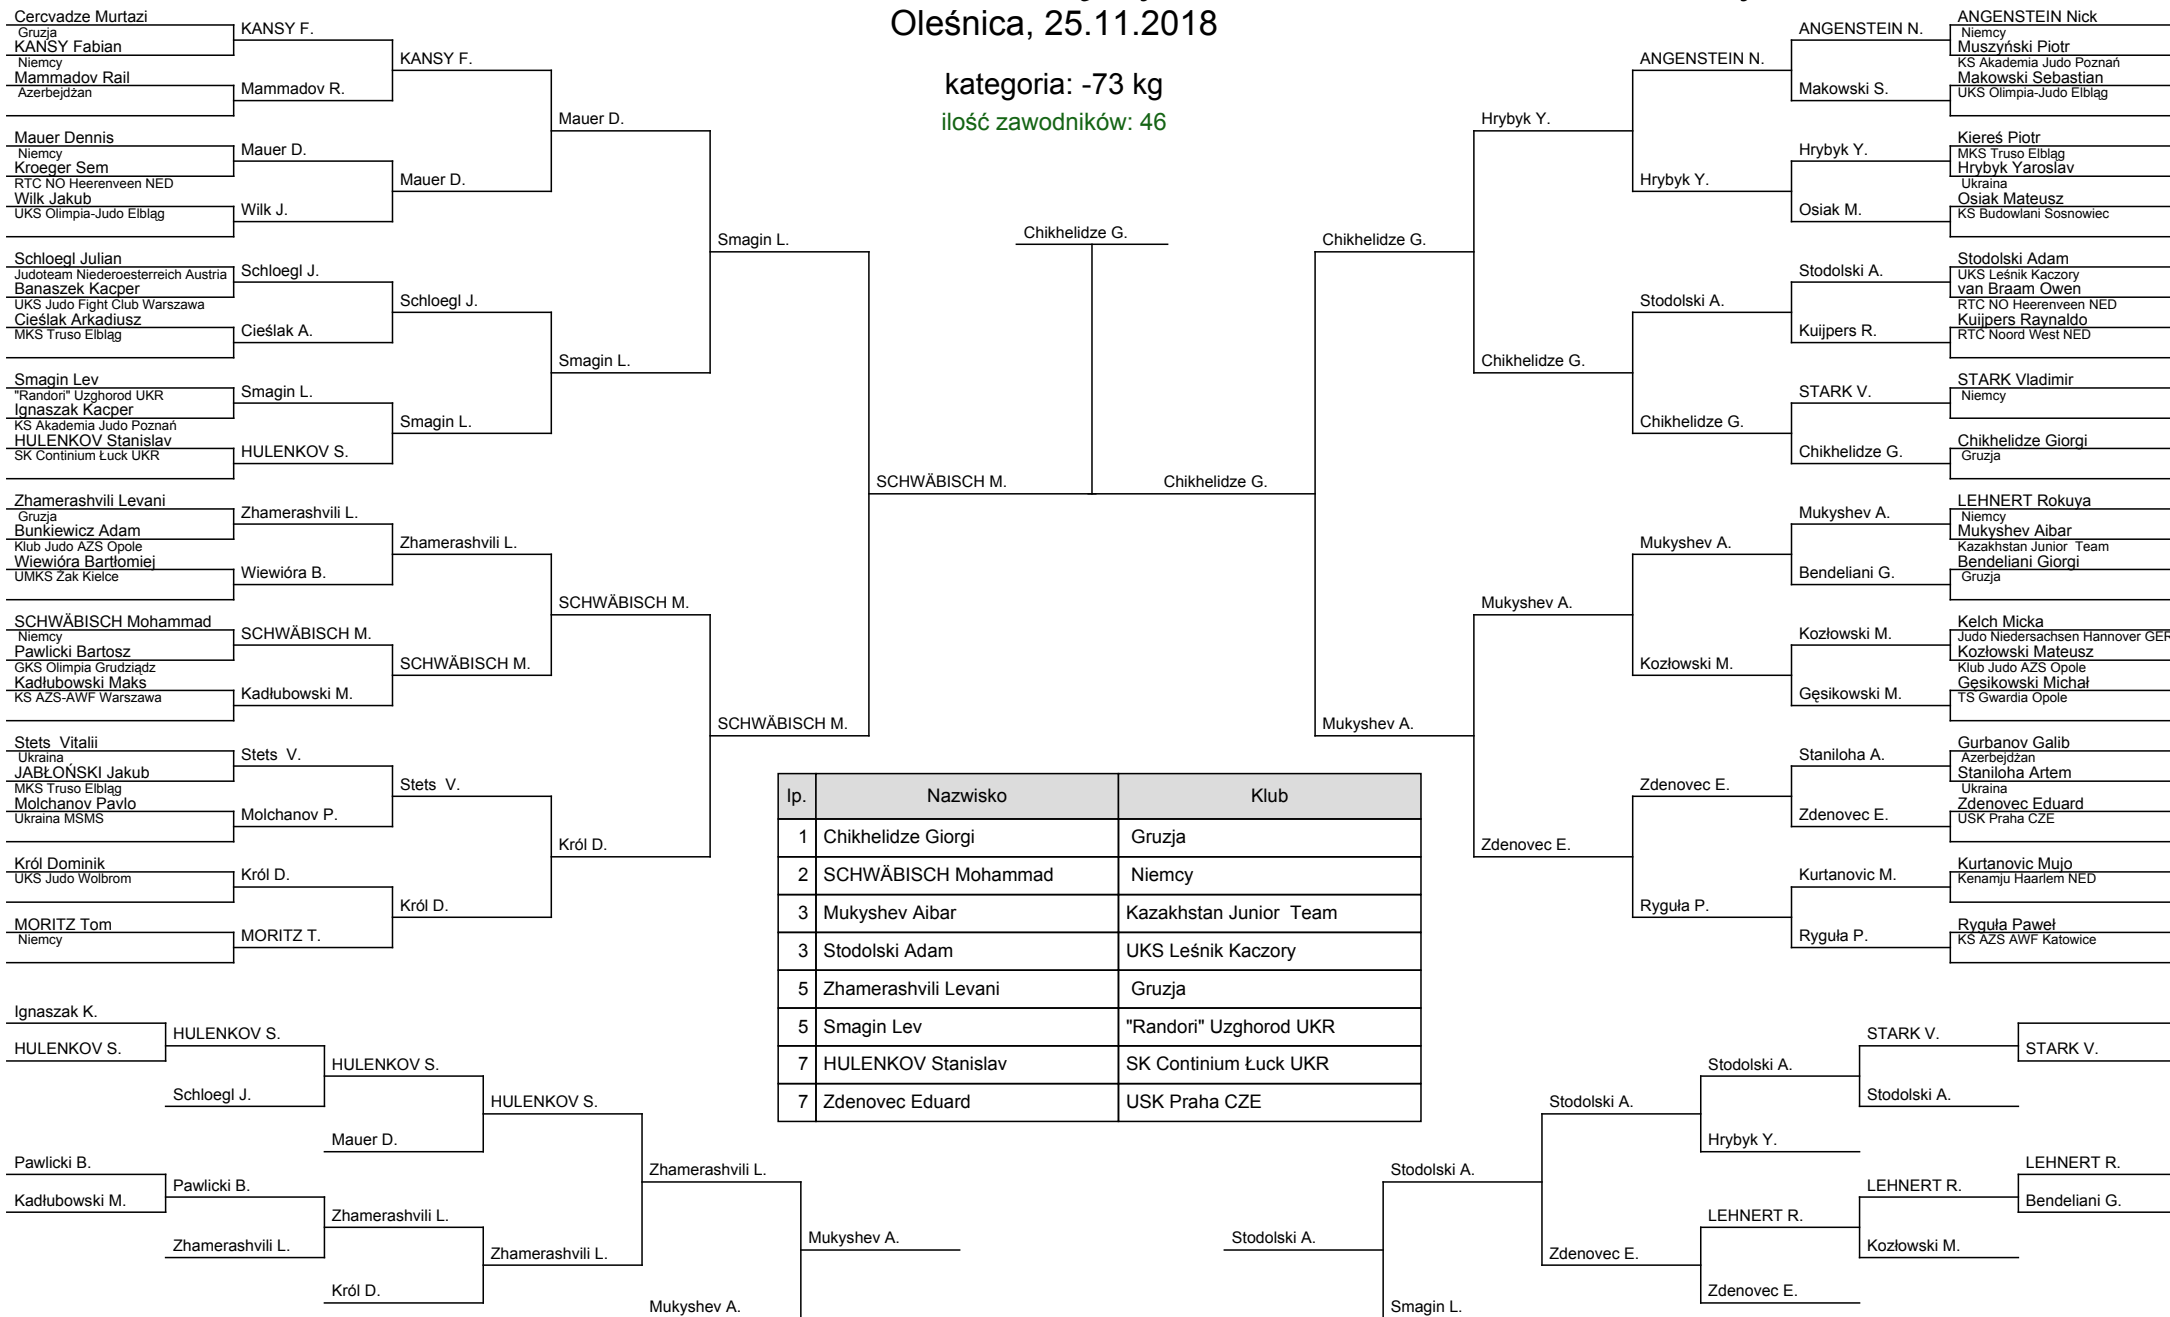 Oleśnica, 25.11.2018
kategoria: -73 kg
ilość zawodników: 46
Cercvadze Murtazi
Gruzja
KANSY Fabian
Niemcy
Mammadov Rail
Azerbejdżan
Mauer Dennis
Niemcy
Kroeger Sem
RTC NO Heerenveen NED
Wilk Jakub
UKS Olimpia-Judo Elbląg
Schloegl Julian
Judoteam Niederoesterreich Austria
Banaszek Kacper
UKS Judo Fight Club Warszawa
Cieślak Arkadiusz
MKS Truso Elbląg
Smagin Lev
"Randori" Uzghorod UKR
Ignaszak Kacper
KS Akademia Judo Poznań
HULENKOV Stanislav
SK Continium Łuck UKR
Zhamerashvili Levani
Gruzja
Bunkiewicz Adam
Klub Judo AZS Opole
Wiewióra Bartłomiej
UMKS Żak Kielce
SCHWÄBISCH Mohammad
Niemcy
Pawlicki Bartosz
GKS Olimpia Grudziądz
Kadłubowski Maks
KS AZS-AWF Warszawa
Stets  Vitalii
Ukraina
JABŁOŃSKI Jakub
MKS Truso Elbląg
Molchanov Pavlo
Ukraina MSMS
Król Dominik
UKS Judo Wolbrom
MORITZ Tom
Niemcy
KANSY F.
Mammadov R.
Mauer D.
Wilk J.
Schloegl J.
Cieślak A.
Smagin L.
HULENKOV S.
Zhamerashvili L.
Wiewióra B.
SCHWÄBISCH M.
Kadłubowski M.
Stets  V.
Molchanov P.
Król D.
MORITZ T.
KANSY F.
Mauer D.
Schloegl J.
Smagin L.
Zhamerashvili L.
SCHWÄBISCH M.
Stets  V.
Król D.
Mauer D.
Smagin L.
SCHWÄBISCH M.
Król D.
Smagin L.
SCHWÄBISCH M.
SCHWÄBISCH M.
Chikhelidze G.
Chikhelidze G.
Chikhelidze G.
Mukyshev A.
Hrybyk Y.
Chikhelidze G.
Mukyshev A.
Zdenovec E.
ANGENSTEIN N.
Hrybyk Y.
Stodolski A.
Chikhelidze G.
Mukyshev A.
Kozłowski M.
Zdenovec E.
Ryguła P.
ANGENSTEIN N.
Makowski S.
Hrybyk Y.
Osiak M.
Stodolski A.
Kuijpers R.
STARK V.
Chikhelidze G.
Mukyshev A.
Bendeliani G.
Kozłowski M.
Gęsikowski M.
Staniloha A.
Zdenovec E.
Kurtanovic M.
Ryguła P.
ANGENSTEIN Nick
Niemcy
Muszyński Piotr
KS Akademia Judo Poznań
Makowski Sebastian
UKS Olimpia-Judo Elbląg
Kiereś Piotr
MKS Truso Elbląg
Hrybyk Yaroslav
Ukraina
Osiak Mateusz
KS Budowlani Sosnowiec
Stodolski Adam
UKS Leśnik Kaczory
van Braam Owen
RTC NO Heerenveen NED
Kuijpers Raynaldo
RTC Noord West NED
STARK Vladimir
Niemcy
Chikhelidze Giorgi
Gruzja
LEHNERT Rokuya
Niemcy
Mukyshev Aibar
Kazakhstan Junior  Team
Bendeliani Giorgi
Gruzja
Kelch Micka
Judo Niedersachsen Hannover GER
Kozłowski Mateusz
Klub Judo AZS Opole
Gęsikowski Michał
TS Gwardia Opole
Gurbanov Galib
Azerbejdżan
Staniloha Artem
Ukraina
Zdenovec Eduard
USK Praha CZE
Kurtanovic Mujo
Kenamju Haarlem NED
Ryguła Paweł
KS AZS AWF Katowice
lp. Nazwisko Klub
1 Chikhelidze Giorgi Gruzja
2 SCHWÄBISCH Mohammad Niemcy
3 Mukyshev Aibar Kazakhstan Junior  Team
3 Stodolski Adam UKS Leśnik Kaczory
5 Zhamerashvili Levani Gruzja
5 Smagin Lev "Randori" Uzghorod UKR
7 HULENKOV Stanislav SK Continium Łuck UKR
7 Zdenovec Eduard USK Praha CZE
Ignaszak K.
HULENKOV S.
Pawlicki B.
Kadłubowski M.
HULENKOV S.
Schloegl J.
Pawlicki B.
Zhamerashvili L.
HULENKOV S.
Mauer D.
Zhamerashvili L.
Król D.
HULENKOV S.
Zhamerashvili L.
Zhamerashvili L.
Mukyshev A.
Mukyshev A.
Stodolski A.
Stodolski A.
Smagin L.
Stodolski A.
Zdenovec E.
Stodolski A.
Hrybyk Y.
LEHNERT R.
Zdenovec E.
STARK V.
Stodolski A.
LEHNERT R.
Kozłowski M.
STARK V.
LEHNERT R.
Bendeliani G.